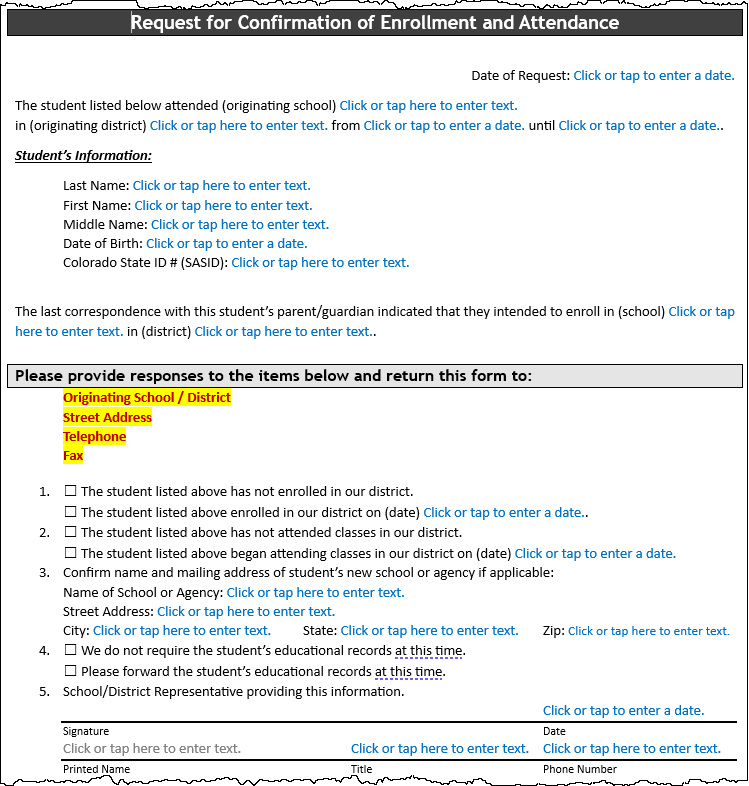 Request for Confirmation of Enrollment and Attendance
Date of Request: Click or tap to enter a date.
The student listed below attended (originating school) Click or tap here to enter text.
in (originating district) Click or tap here to enter text. from Click or tap to enter a date. until Click or tap to enter a date..
Student's Information:
Last Name: Click or tap here to enter text.
First Name: Click or tap here to enter text.
Middle Name: Click or tap here to enter text.
Date of Birth: Click or tap to enter a date.
Colorado State ID # (SASID): Click or tap here to enter text.
The last correspondence with this student's parent/guardian indicated that they intended to enroll in (school) Click or tap
here to enter text. in (district) Click or tap here to enter text..
Please provide responses to the items below and return this form to:
Originating School / District
Street Address
Telephone
Fax
1. ☐ The student listed above has not enrolled in our district.
☐ The student listed above enrolled in our district on (date) Click or tap to enter a date..
2. ☐ The student listed above has not attended classes in our district.
☐ The student listed above began attending classes in our district on (date) Click or tap to enter a date.
3. Confirm name and mailing address of student's new school or agency if applicable:
Name of School or Agency: Click or tap here to enter text.
Street Address: Click or tap here to enter text.
City: Click or tap here to enter text. State: Click or tap here to enter text. Zip: Click or tap here to enter text.
4. ☐ We do not require the student's educational records at this time.
☐ Please forward the student's educational records at this time.
5. School/District Representative providing this information.
Click or tap to enter a date.
Signature Date
Click or tap here to enter text. Click or tap here to enter text. Click or tap here to enter text.
Printed Name Title Phone Number